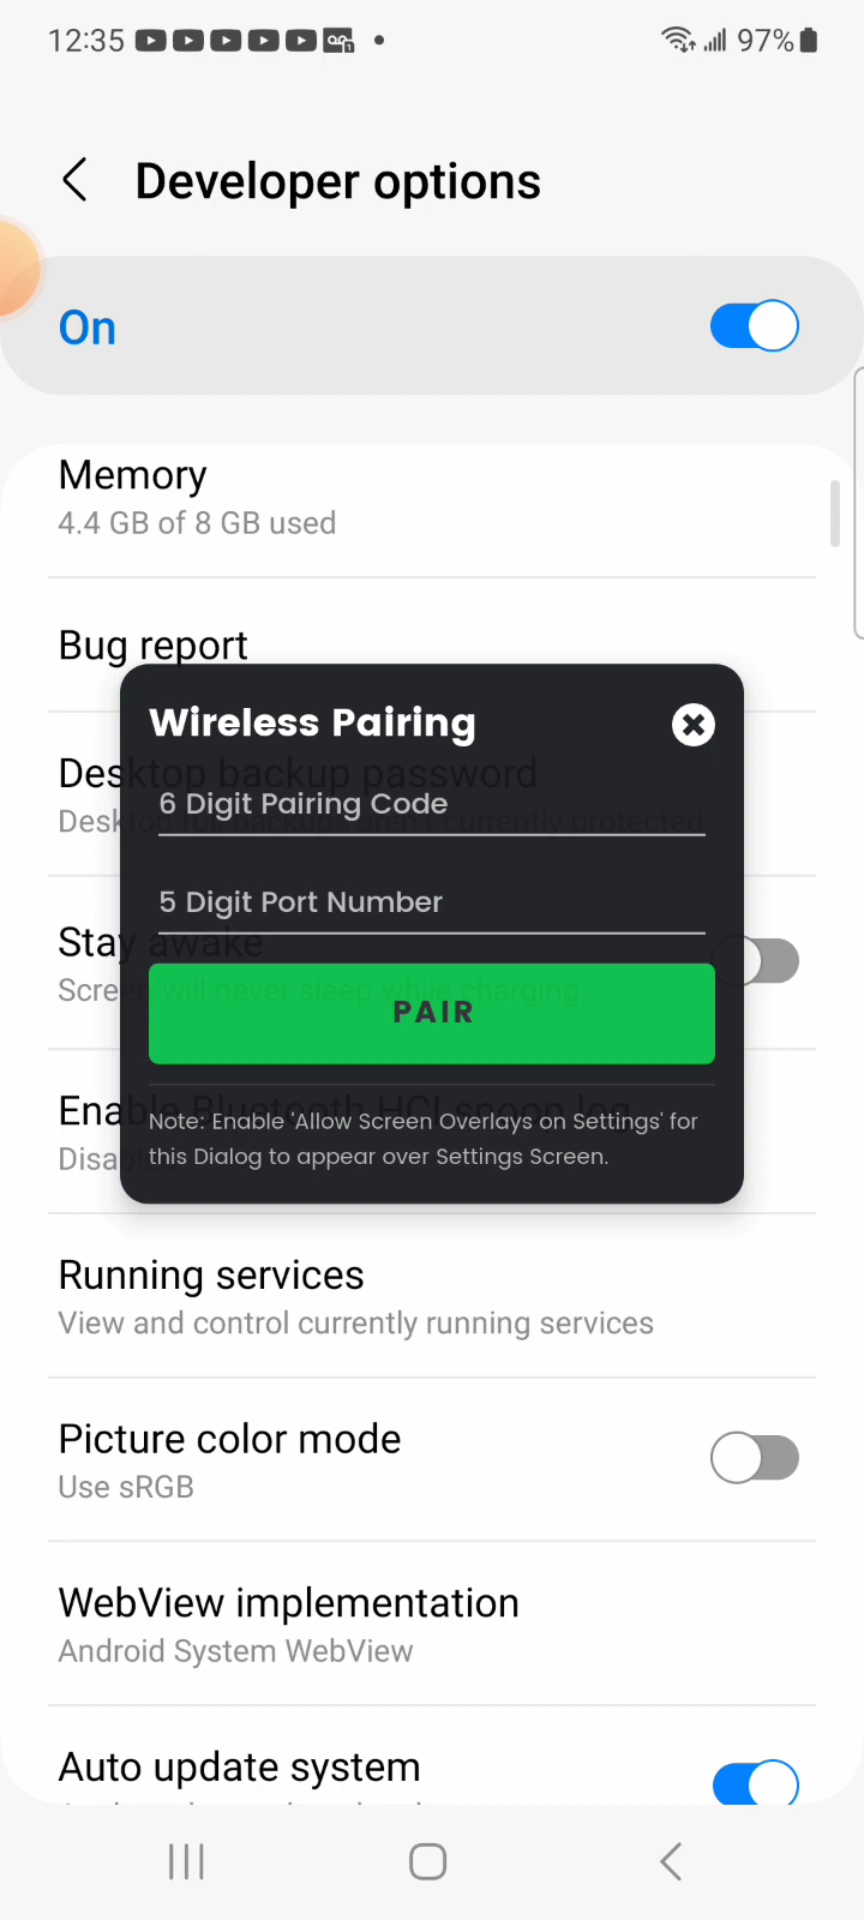 12:35 97%
Developer options
On
Memory
4.4 GB of 8 GB used
Bug report
Wireless Pairing
Desktop backup password
6 Digit Pairing Code
Desktop full backups aren't currently protected
5 Digit Port Number
Stay awake
Screen will never sleep while charging
PAIR
Enable Bluetooth HCI snoop log
Note: Enable 'Allow Screen Overlays on Settings' for
this Dialog to appear over Settings Screen.
Disabled
Running services
View and control currently running services
Picture color mode
Use sRGB
WebView implementation
Android System WebView
Auto update system